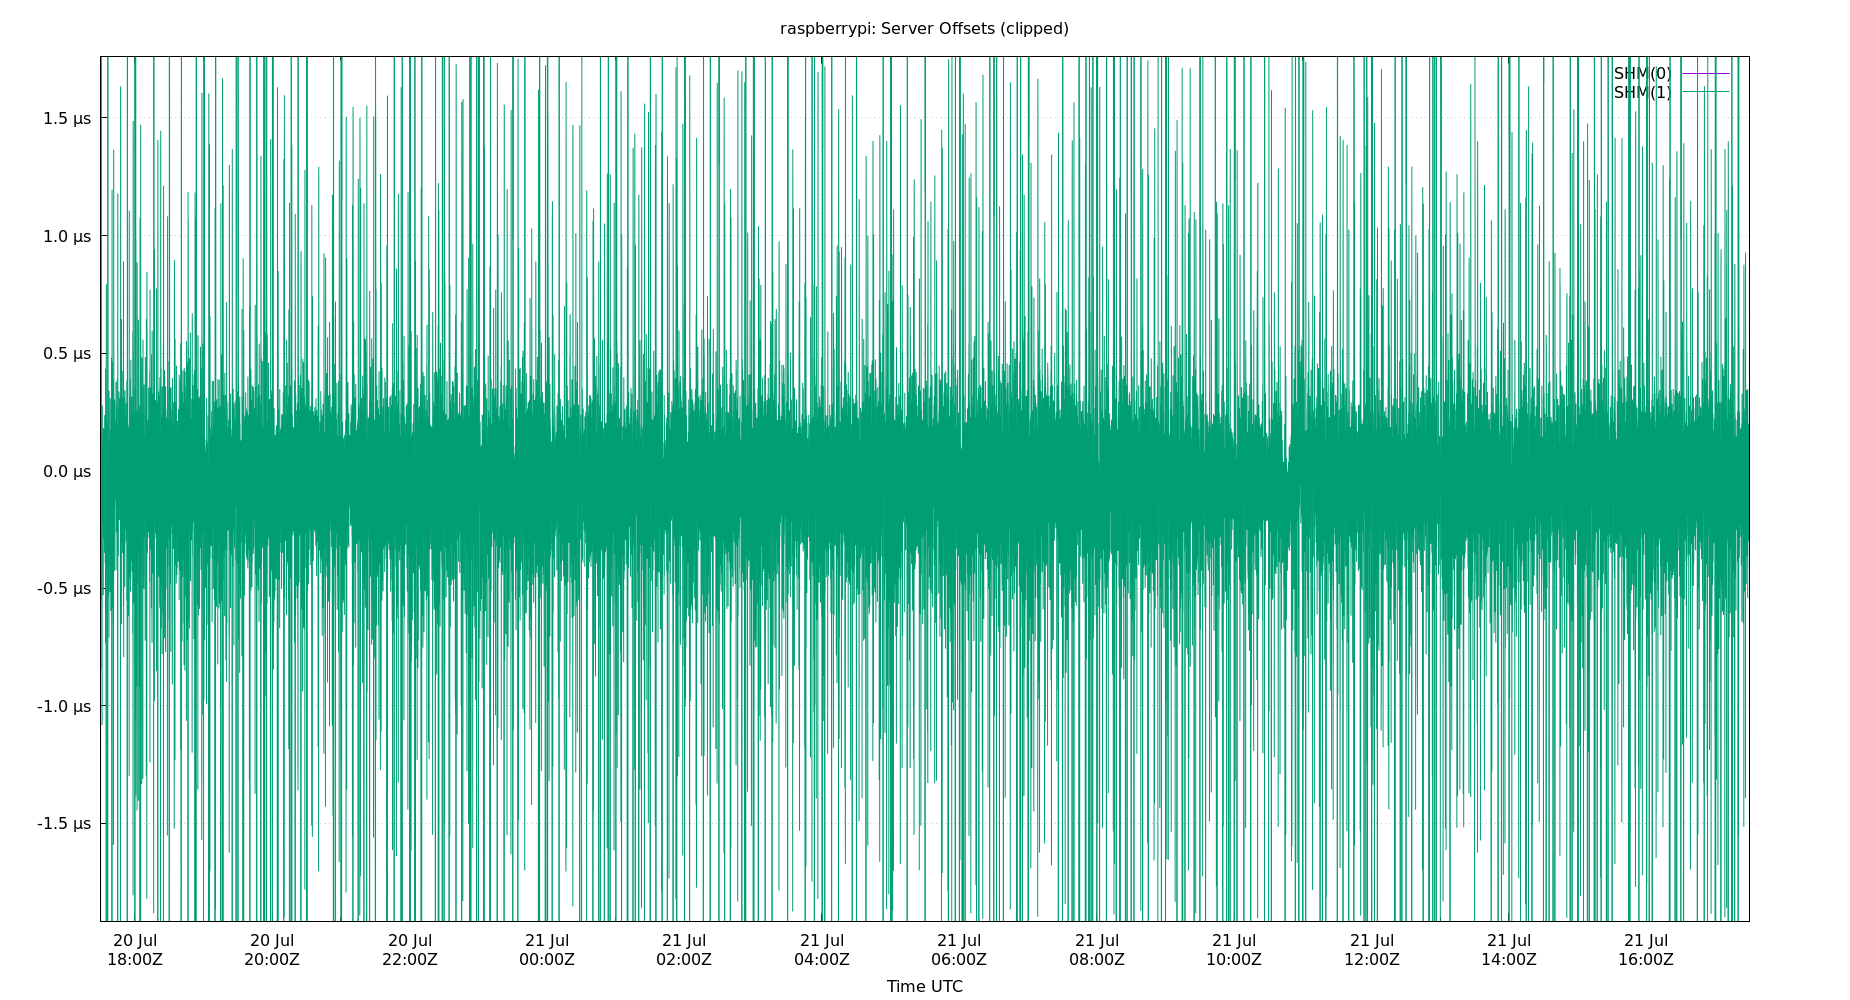 raspberrypi: Server Offsets (clipped)
SHM(0)
SHM(1)
1.5 µs
1.0 µs
0.5 µs
0.0 µs
-0.5 µs
-1.0 µs
-1.5 µs
20 Jul 20 Jul 20 Jul 21 Jul 21 Jul 21 Jul 21 Jul 21 Jul 21 Jul 21 Jul 21 Jul 21 Jul
18:00Z 20:00Z 22:00Z 00:00Z 02:00Z 04:00Z 06:00Z 08:00Z 10:00Z 12:00Z 14:00Z 16:00Z
Time UTC